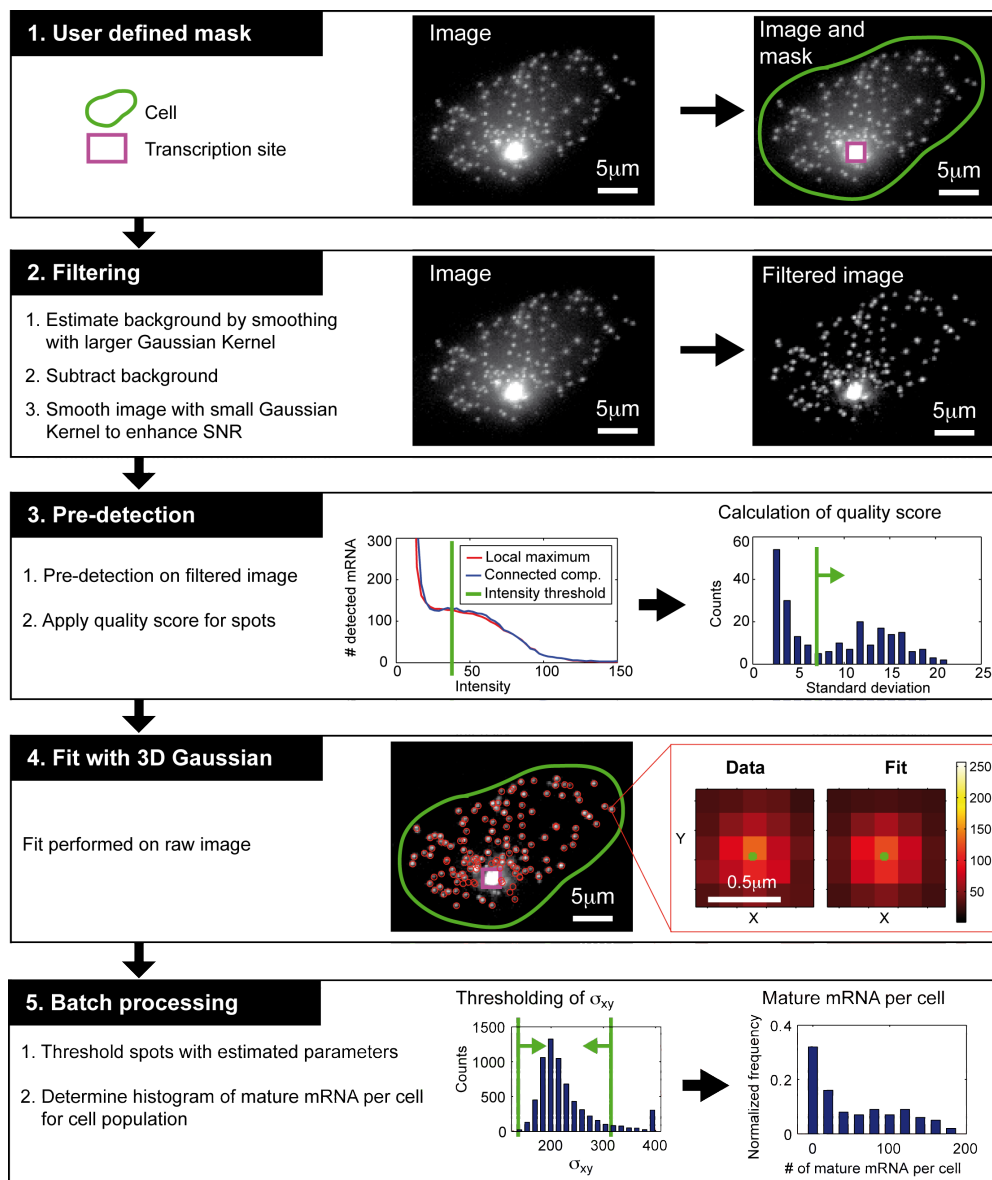 1. User defined mask
Cell
Transcription site
Image
5μm
Image and
mask
5μm
2. Filtering
1. Estimate background by smoothing
with larger Gaussian Kernel
2. Subtract background
3. Smooth image with small Gaussian
Kernel to enhance SNR
Image
5μm
Filtered image
5μm
3. Pre-detection
1. Pre-detection on filtered image
2. Apply quality score for spots
# detected mRNA
300
200
100
0
0
50
100
150
Intensity
Local maximum
Connected comp.
Intensity threshold
Calculation of quality score
Counts
60
40
20
0
0
5
10
15
20
25
Standard deviation
4. Fit with 3D Gaussian
Fit performed on raw image
5μm
Data
Fit
Y
0.5μm
X
X
250
200
150
100
50
5. Batch processing
1. Threshold spots with estimated parameters
2. Determine histogram of mature mRNA per cell
for cell population
Thresholding of σxy
Counts
1500
1000
500
0
200
300
400
σxy
Mature mRNA per cell
Normalized frequency
0.4
0.2
0
0
100
200
# of mature mRNA per cell